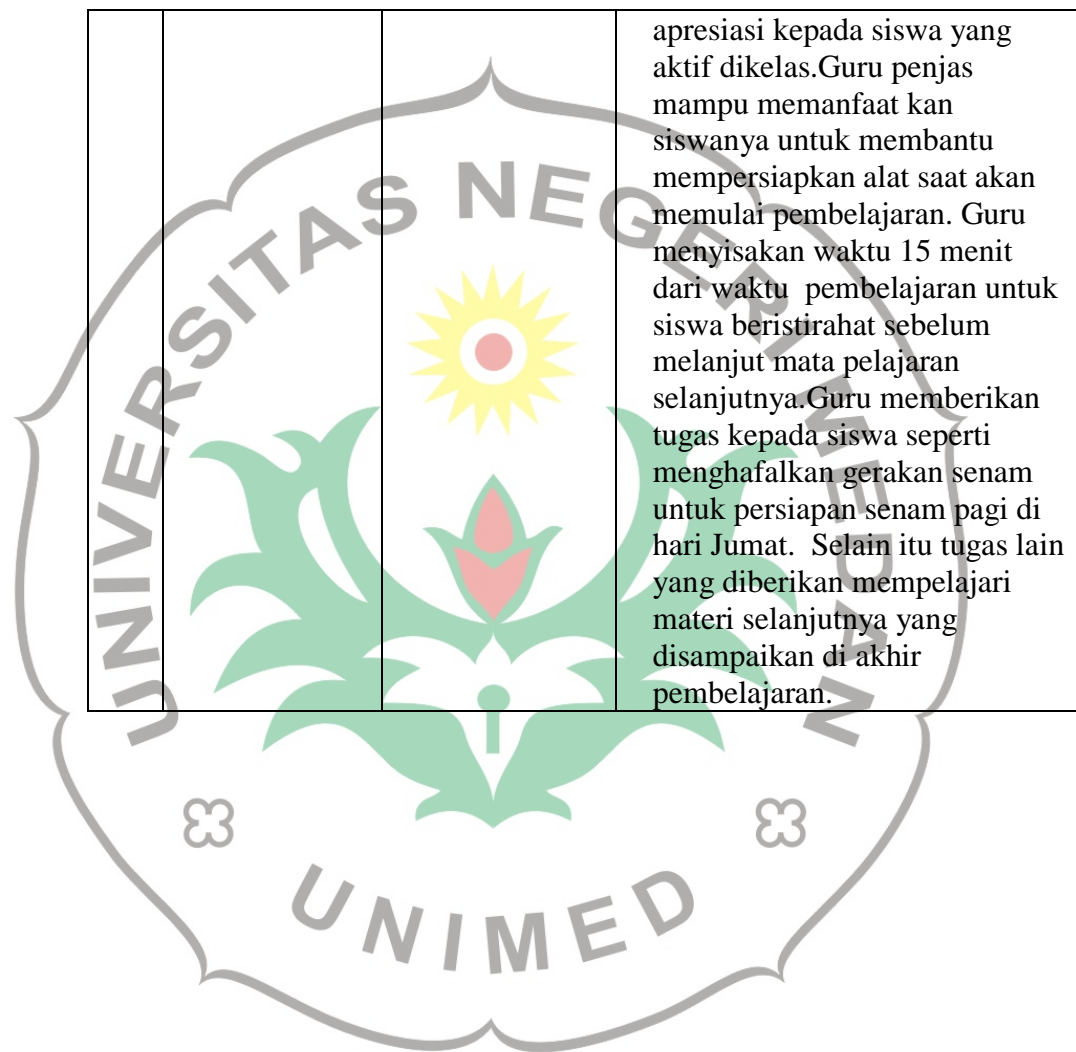 apresiasi kepada siswa yang
aktif dikelas.Guru penjas
mampu memanfaat kan
siswanya untuk membantu
mempersiapkan alat saat akan
memulai pembelajaran. Guru
menyisakan waktu 15 menit
dari waktu  pembelajaran untuk
siswa beristirahat sebelum
melanjut mata pelajaran
selanjutnya.Guru memberikan
tugas kepada siswa seperti
menghafalkan gerakan senam
untuk persiapan senam pagi di
hari Jumat.  Selain itu tugas lain
yang diberikan mempelajari
materi selanjutnya yang
disampaikan di akhir
pembelajaran.
UNIVERSITAS NEGERI MEDAN
UNIMED